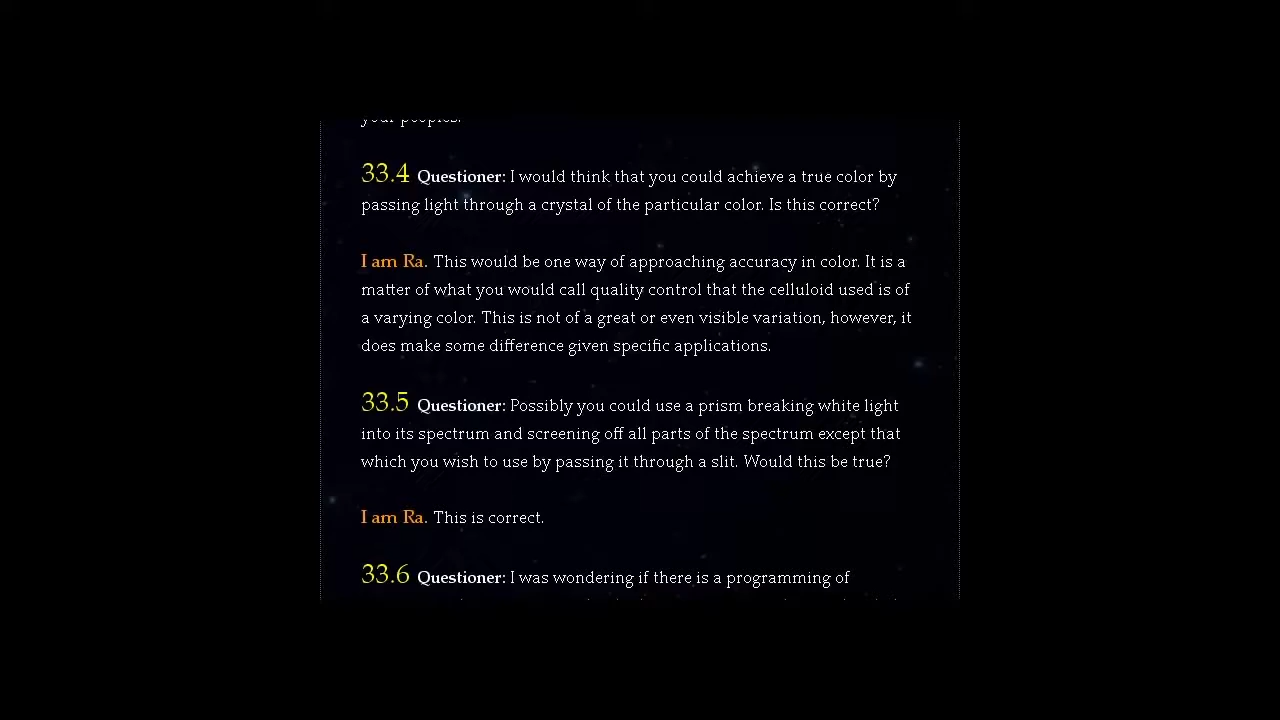 your peoples.
33.4 Questioner: I would think that you could achieve a true color by
passing light through a crystal of the particular color. Is this correct?
I am Ra. This would be one way of approaching accuracy in color. It is a
matter of what you would call quality control that the celluloid used is of
a varying color. This is not of a great or even visible variation, however, it
does make some difference given specific applications.
33.5 Questioner: Possibly you could use a prism breaking white light
into its spectrum and screening off all parts of the spectrum except that
which you wish to use by passing it through a slit. Would this be true?
I am Ra. This is correct.
33.6 Questioner: I was wondering if there is a programming of